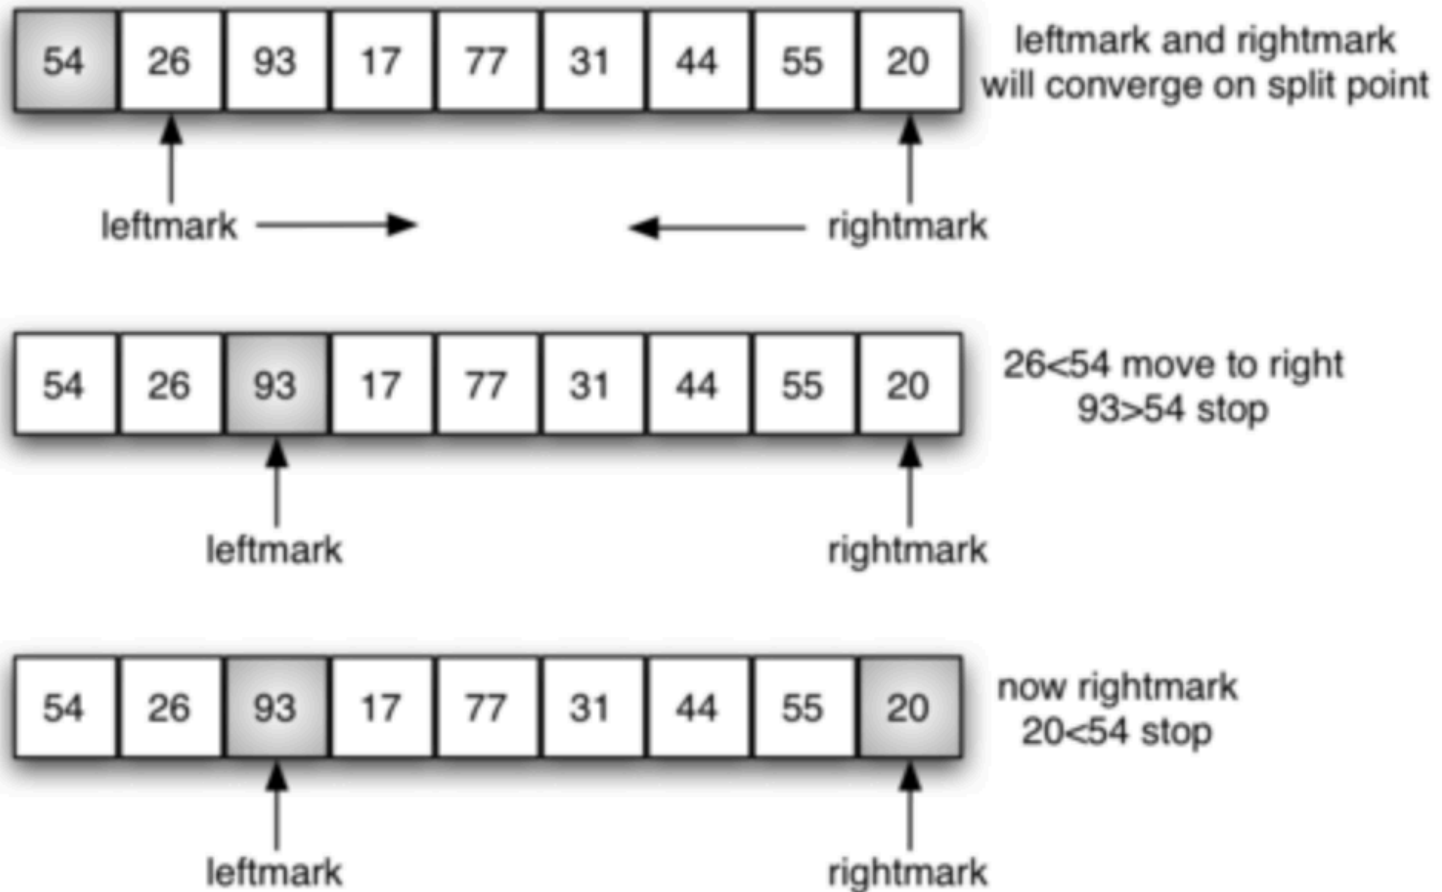 54 26 93 17 77 31 44 55 20
leftmark and rightmark
will converge on split point
leftmark rightmark
54 26 93 17 77 31 44 55 20
26<54 move to right
93>54 stop
leftmark rightmark
54 26 93 17 77 31 44 55 20
now rightmark
20<54 stop
leftmark rightmark